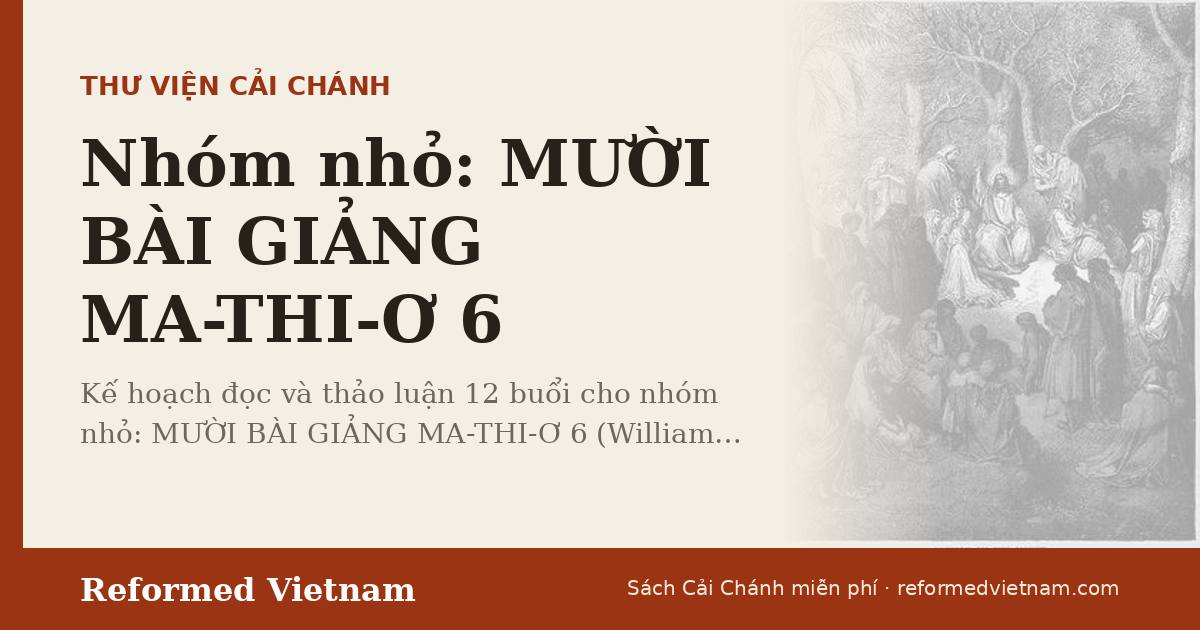 THƯ VIỆN CẢI CHÁNH
Nhóm nhỏ: MƯỜI
BÀI GIẢNG
MA-THI-Ơ 6
Kế hoạch đọc và thảo luận 12 buổi cho nhóm
nhỏ: MƯỜI BÀI GIẢNG MA-THI-Ơ 6 (William...
Reformed Vietnam
Sách Cải Chánh miễn phí · reformedvietnam.com